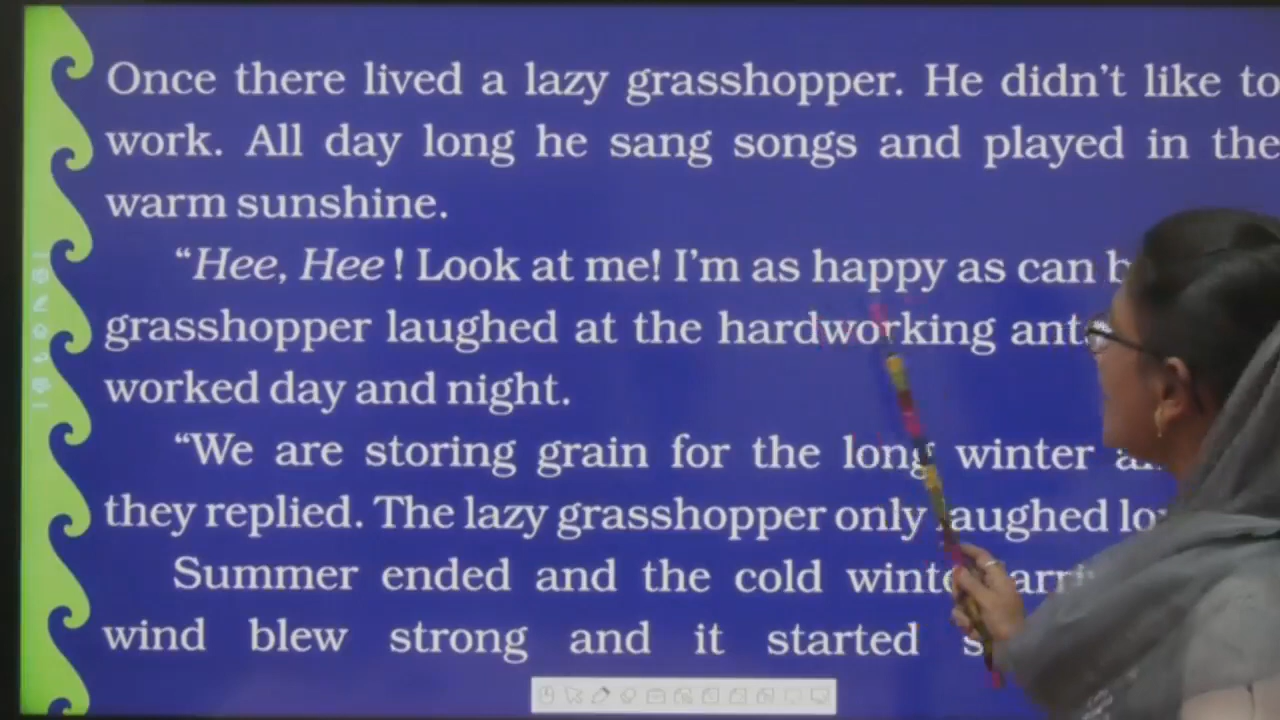 Once there lived a lazy grasshopper. He didn't like to
work. All day long he sang songs and played in the
warm sunshine.
“Hee, Hee! Look at me! I'm as happy as can
grasshopper laughed at the hardworking
worked day and night.
“We are storing grain for the long winter
they replied. The lazy grasshopper only laughed
Summer ended and the cold
wind blew strong and it started